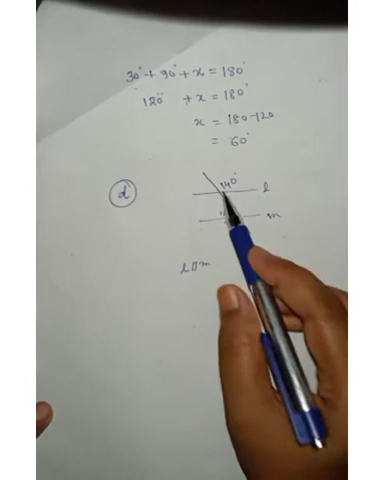 30° + 90° + x = 180°
120° + x = 180°
x = 180-120
= 60°
d
140°
l
m
l || m